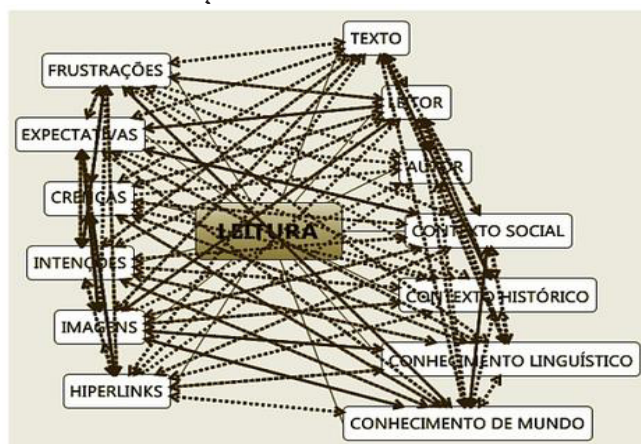 TEXTO
FRUSTRAÇÕES
LEITOR
EXPECTATIVAS
AUTOR
CRENÇAS
LEITURA
CONTEXTO SOCIAL
INTENÇÕES
CONTEXTO HISTÓRICO
IMAGENS
CONHECIMENTO LINGUÍSTICO
HIPERLINKS
CONHECIMENTO DE MUNDO